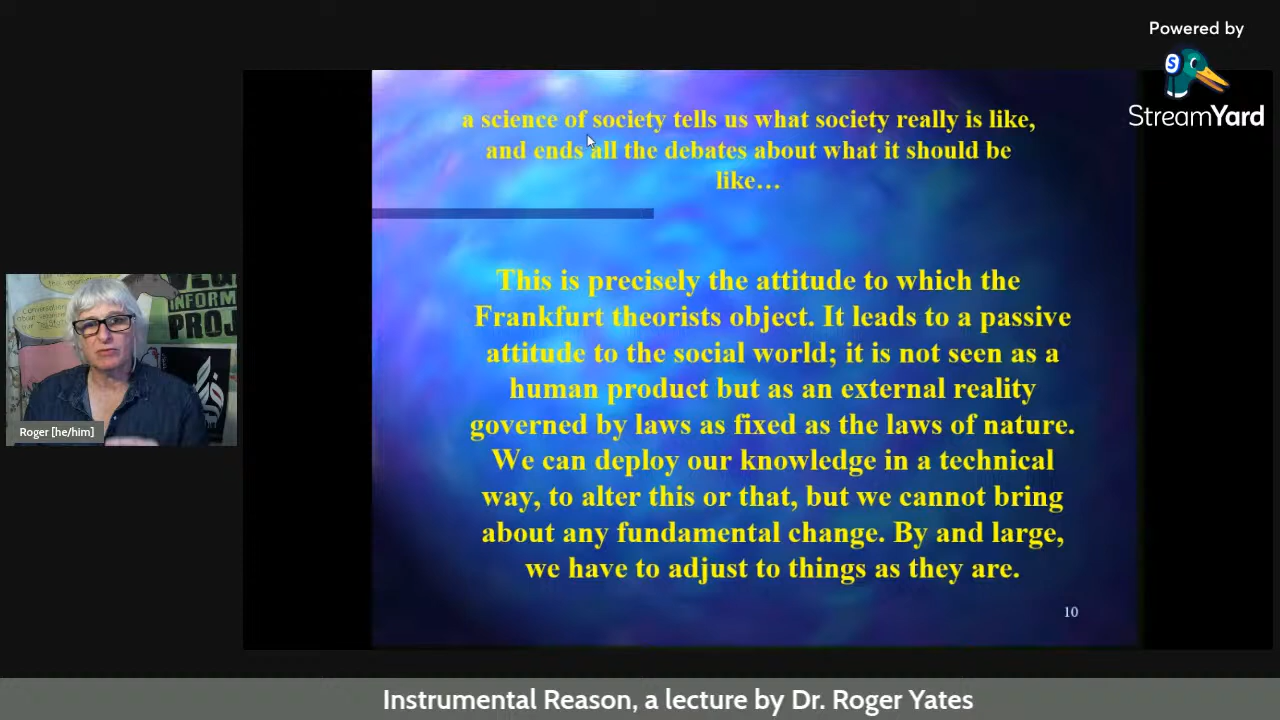 Powered by
S
StreamYard
a science of society tells us what society really is like,
and ends all the debates about what it should be
like…
This is precisely the attitude to which the
Frankfurt theorists object. It leads to a passive
attitude to the social world; it is not seen as a
human product but as an external reality
governed by laws as fixed as the laws of nature.
We can deploy our knowledge in a technical
way, to alter this or that, but we cannot bring
about any fundamental change. By and large,
we have to adjust to things as they are.
10
INFORM
PROJ
Roger [he/him]
Instrumental Reason, a lecture by Dr. Roger Yates